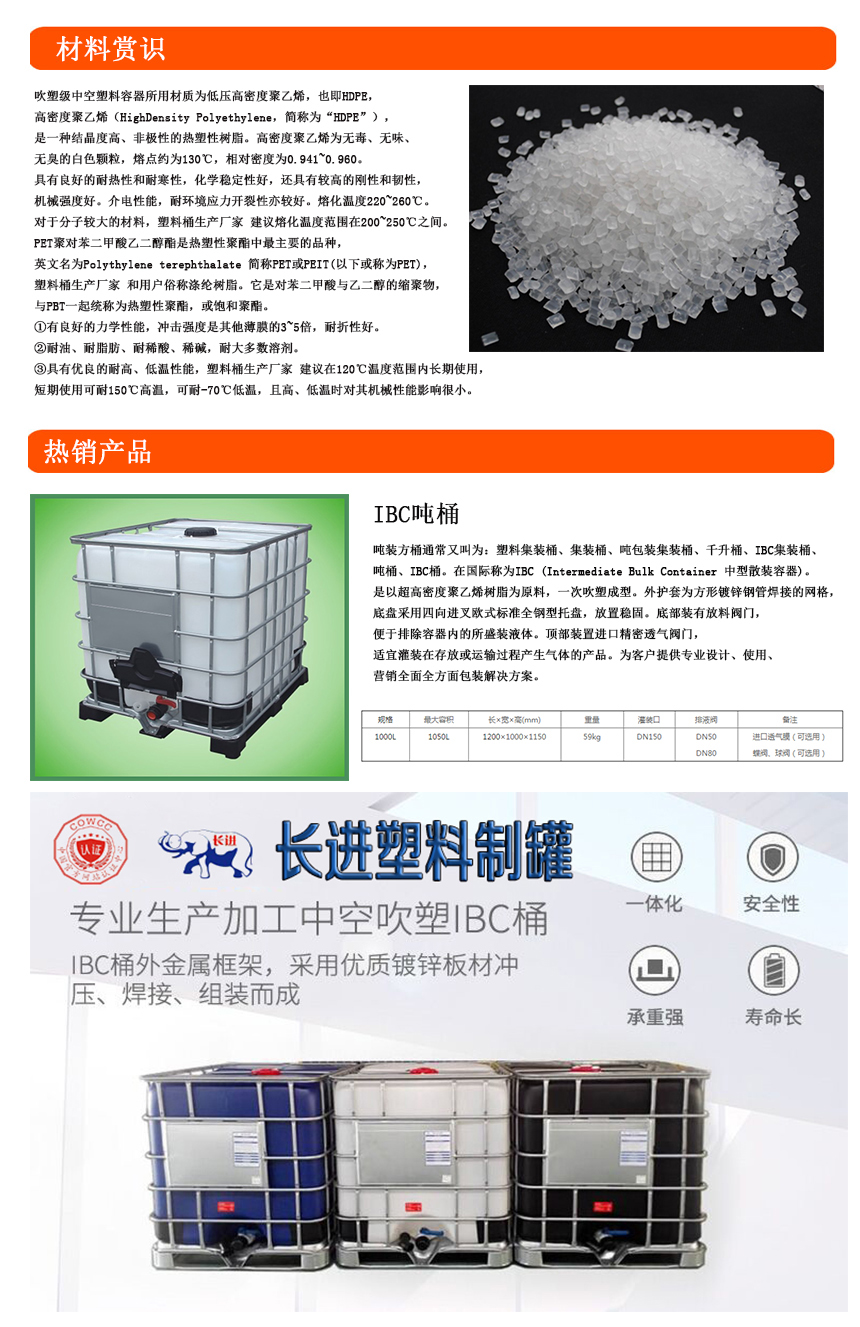 材料赏识
吹塑级中空塑料容器所用材质为低压高密度聚乙烯，也即HDPE，
高密度聚乙烯（HighDensity Polyethylene，简称为“HDPE”），
是一种结晶度高、非极性的热塑性树脂。高密度聚乙烯为无毒、无味、
无臭的白色颗粒，熔点约为130℃，相对密度为0.941~0.960。
具有良好的耐热性和耐寒性，化学稳定性好，还具有较高的刚性和韧性，
机械强度好。介电性能，耐环境应力开裂性亦较好。熔化温度220~260℃。
对于分子较大的材料，塑料桶生产厂家 建议熔化温度范围在200~250℃之间。
PET聚对苯二甲酸乙二醇酯是热塑性聚酯中最主要的品种，
英文名为Polythylene terephthalate 简称PET或PEIT(以下或称为PET)，
塑料桶生产厂家 和用户俗称涤纶树脂。它是对苯二甲酸与乙二醇的缩聚物，
与PBT一起统称为热塑性聚酯，或饱和聚酯。
①有良好的力学性能，冲击强度是其他薄膜的3~5倍，耐折性好。
②耐油、耐脂肪、耐稀酸、稀碱，耐大多数溶剂。
③具有优良的耐高、低温性能，塑料桶生产厂家 建议在120℃温度范围内长期使用，
短期使用可耐150℃高温，可耐-70℃低温，且高、低温时对其机械性能影响很小。
热销产品
IBC吨桶
吨装方桶通常又叫为：塑料集装桶、集装桶、吨包装集装桶、千升桶、IBC集装桶、
吨桶、IBC桶。在国际称为IBC (Intermediate Bulk Container 中型散装容器)。
是以超高密度聚乙烯树脂为原料，一次吹塑成型。外护套为方形镀锌钢管焊接的网格，
底盘采用四向进叉欧式标准全钢型托盘，放置稳固。底部装有放料阀门，
便于排除容器内的所盛装液体。顶部装置进口精密透气阀门，
适宜灌装在存放或运输过程产生气体的产品。为客户提供专业设计、使用、
营销全面全方面包装解决方案。
规格 最大容积 长×宽×高(mm) 重量 灌装口 排液阀 备注
1000L 1050L 1200×1000×1150 59kg DN150 DN50 进口透气膜（可选用）
DN80 蝶阀、球阀（可选用）
COWCC
认证
中国官方网站认证中心
长进
长进塑料制罐
专业生产加工中空吹塑IBC桶
IBC桶外金属框架，采用优质镀锌板材冲
压、焊接、组装而成
一体化
安全性
承重强
寿命长